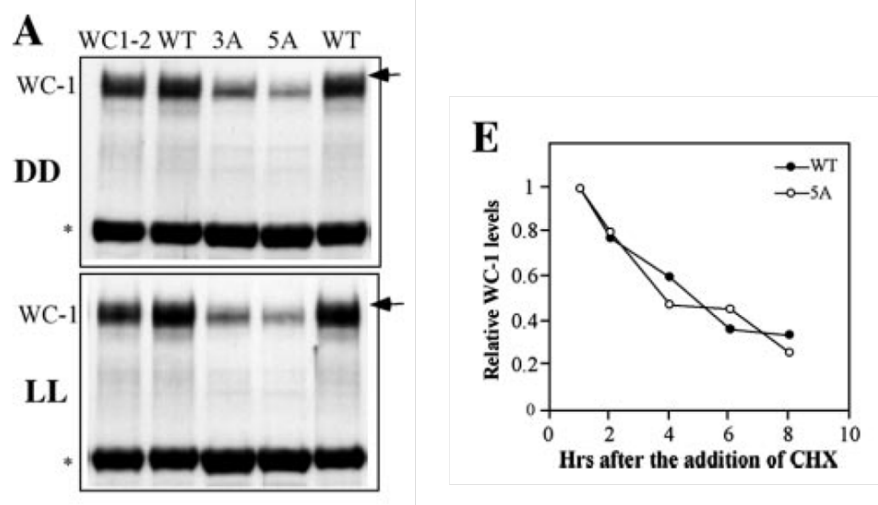 A
WC1-2 WT 3A 5A WT
WC-1
DD
*
WC-1
LL
*
E
WT
5A
Relative WC-1 levels
1
0.8
0.6
0.4
0.2
0
0 2 4 6 8 10
Hrs after the addition of CHX